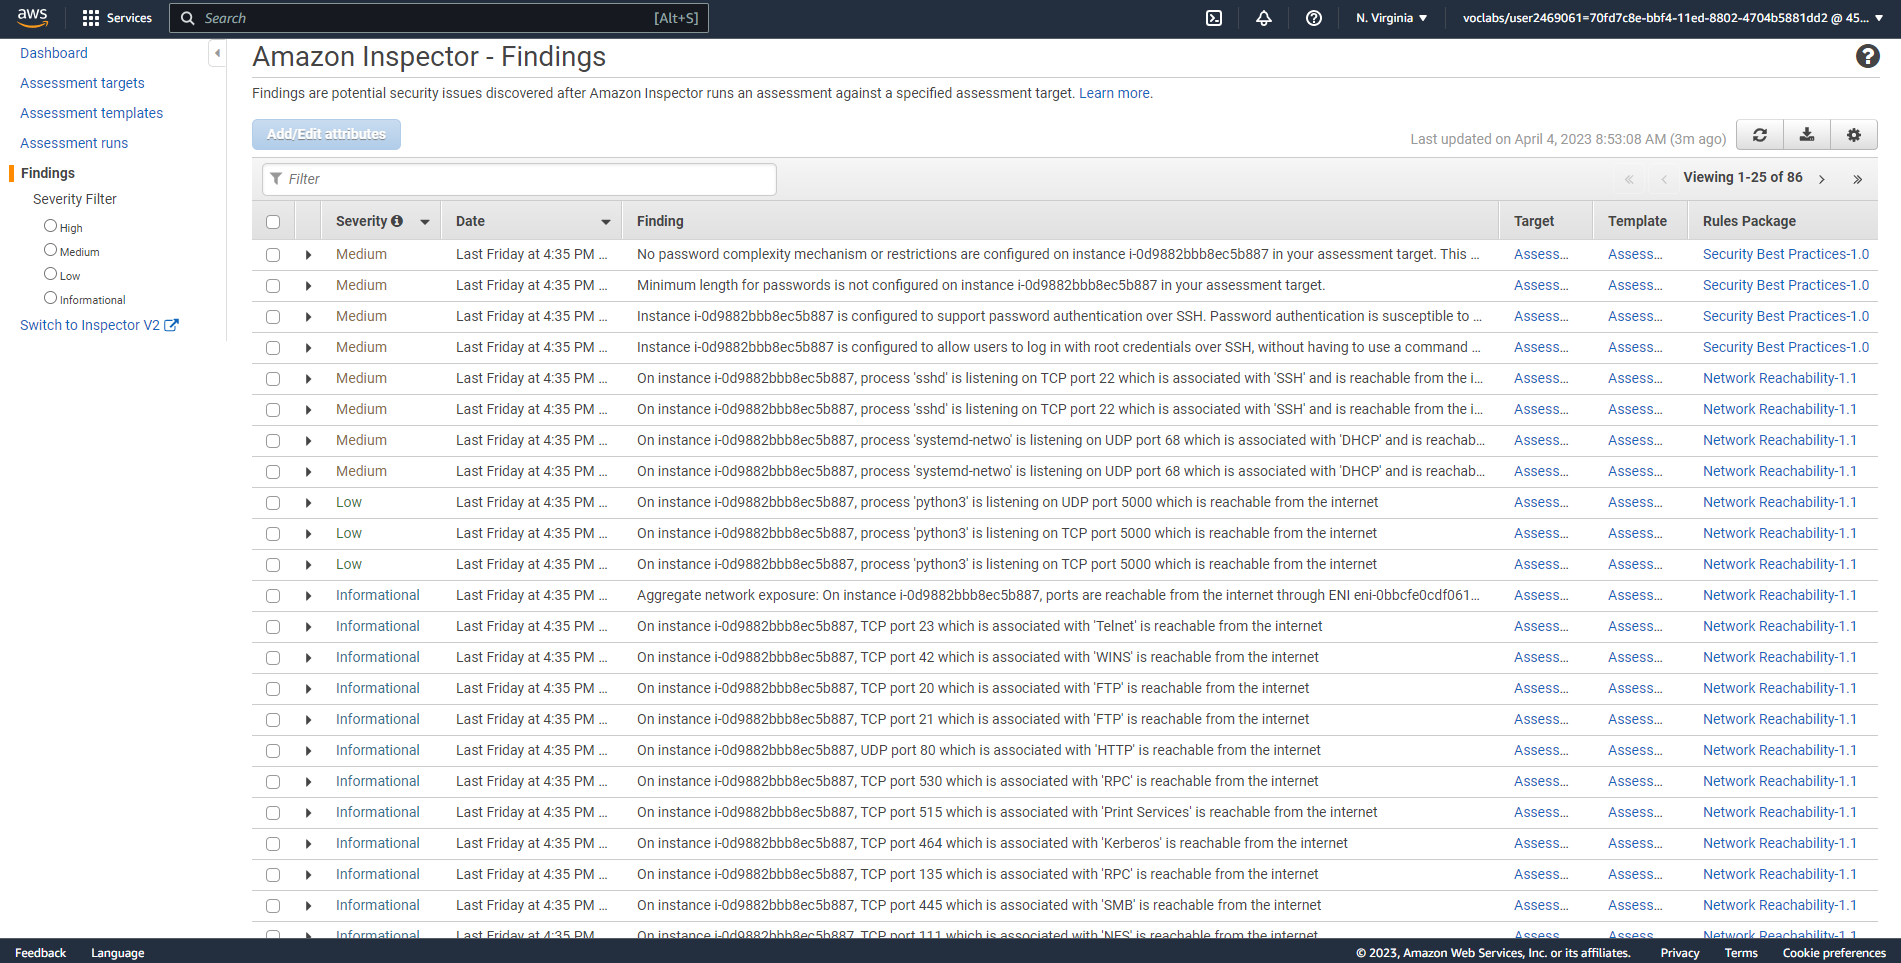 aws Services Search [Alt+S] N. Virginia voclabs/user2469061=70fd7c8e-bbf4-11ed-8802-4704b5881dd2 @ 45...
Dashboard
Assessment targets
Assessment templates
Assessment runs
Findings
Severity Filter
High
Medium
Low
Informational
Switch to Inspector V2
Amazon Inspector - Findings
Findings are potential security issues discovered after Amazon Inspector runs an assessment against a specified assessment target. Learn more.
Add/Edit attributes
Last updated on April 4, 2023 8:53:08 AM (3m ago)
Filter
« ‹ Viewing 1-25 of 86 › »
Severity Date Finding Target Template Rules Package
Medium Last Friday at 4:35 PM ... No password complexity mechanism or restrictions are configured on instance i-0d9882bbb8ec5b887 in your assessment target. This ... Assess... Assess... Security Best Practices-1.0
Medium Last Friday at 4:35 PM ... Minimum length for passwords is not configured on instance i-0d9882bbb8ec5b887 in your assessment target. Assess... Assess... Security Best Practices-1.0
Medium Last Friday at 4:35 PM ... Instance i-0d9882bbb8ec5b887 is configured to support password authentication over SSH. Password authentication is susceptible to ... Assess... Assess... Security Best Practices-1.0
Medium Last Friday at 4:35 PM ... Instance i-0d9882bbb8ec5b887 is configured to allow users to log in with root credentials over SSH, without having to use a command ... Assess... Assess... Security Best Practices-1.0
Medium Last Friday at 4:35 PM ... On instance i-0d9882bbb8ec5b887, process 'sshd' is listening on TCP port 22 which is associated with 'SSH' and is reachable from the i... Assess... Assess... Network Reachability-1.1
Medium Last Friday at 4:35 PM ... On instance i-0d9882bbb8ec5b887, process 'sshd' is listening on TCP port 22 which is associated with 'SSH' and is reachable from the i... Assess... Assess... Network Reachability-1.1
Medium Last Friday at 4:35 PM ... On instance i-0d9882bbb8ec5b887, process 'systemd-netwo' is listening on UDP port 68 which is associated with 'DHCP' and is reachab... Assess... Assess... Network Reachability-1.1
Medium Last Friday at 4:35 PM ... On instance i-0d9882bbb8ec5b887, process 'systemd-netwo' is listening on UDP port 68 which is associated with 'DHCP' and is reachab... Assess... Assess... Network Reachability-1.1
Low Last Friday at 4:35 PM ... On instance i-0d9882bbb8ec5b887, process 'python3' is listening on UDP port 5000 which is reachable from the internet Assess... Assess... Network Reachability-1.1
Low Last Friday at 4:35 PM ... On instance i-0d9882bbb8ec5b887, process 'python3' is listening on TCP port 5000 which is reachable from the internet Assess... Assess... Network Reachability-1.1
Low Last Friday at 4:35 PM ... On instance i-0d9882bbb8ec5b887, process 'python3' is listening on TCP port 5000 which is reachable from the internet Assess... Assess... Network Reachability-1.1
Informational Last Friday at 4:35 PM ... Aggregate network exposure: On instance i-0d9882bbb8ec5b887, ports are reachable from the internet through ENI eni-0bbcfe0cdf061... Assess... Assess... Network Reachability-1.1
Informational Last Friday at 4:35 PM ... On instance i-0d9882bbb8ec5b887, TCP port 23 which is associated with 'Telnet' is reachable from the internet Assess... Assess... Network Reachability-1.1
Informational Last Friday at 4:35 PM ... On instance i-0d9882bbb8ec5b887, TCP port 42 which is associated with 'WINS' is reachable from the internet Assess... Assess... Network Reachability-1.1
Informational Last Friday at 4:35 PM ... On instance i-0d9882bbb8ec5b887, TCP port 20 which is associated with 'FTP' is reachable from the internet Assess... Assess... Network Reachability-1.1
Informational Last Friday at 4:35 PM ... On instance i-0d9882bbb8ec5b887, TCP port 21 which is associated with 'FTP' is reachable from the internet Assess... Assess... Network Reachability-1.1
Informational Last Friday at 4:35 PM ... On instance i-0d9882bbb8ec5b887, UDP port 80 which is associated with 'HTTP' is reachable from the internet Assess... Assess... Network Reachability-1.1
Informational Last Friday at 4:35 PM ... On instance i-0d9882bbb8ec5b887, TCP port 530 which is associated with 'RPC' is reachable from the internet Assess... Assess... Network Reachability-1.1
Informational Last Friday at 4:35 PM ... On instance i-0d9882bbb8ec5b887, TCP port 515 which is associated with 'Print Services' is reachable from the internet Assess... Assess... Network Reachability-1.1
Informational Last Friday at 4:35 PM ... On instance i-0d9882bbb8ec5b887, TCP port 464 which is associated with 'Kerberos' is reachable from the internet Assess... Assess... Network Reachability-1.1
Informational Last Friday at 4:35 PM ... On instance i-0d9882bbb8ec5b887, TCP port 135 which is associated with 'RPC' is reachable from the internet Assess... Assess... Network Reachability-1.1
Informational Last Friday at 4:35 PM ... On instance i-0d9882bbb8ec5b887, TCP port 445 which is associated with 'SMB' is reachable from the internet Assess... Assess... Network Reachability-1.1
Informational Last Friday at 4:35 PM ... On instance i-0d9882bbb8ec5b887, TCP port 111 which is associated with 'NFS' is reachable from the internet Assess... Assess... Network Reachability-1.1
Feedback Language © 2023, Amazon Web Services, Inc. or its affiliates. Privacy Terms Cookie preferences